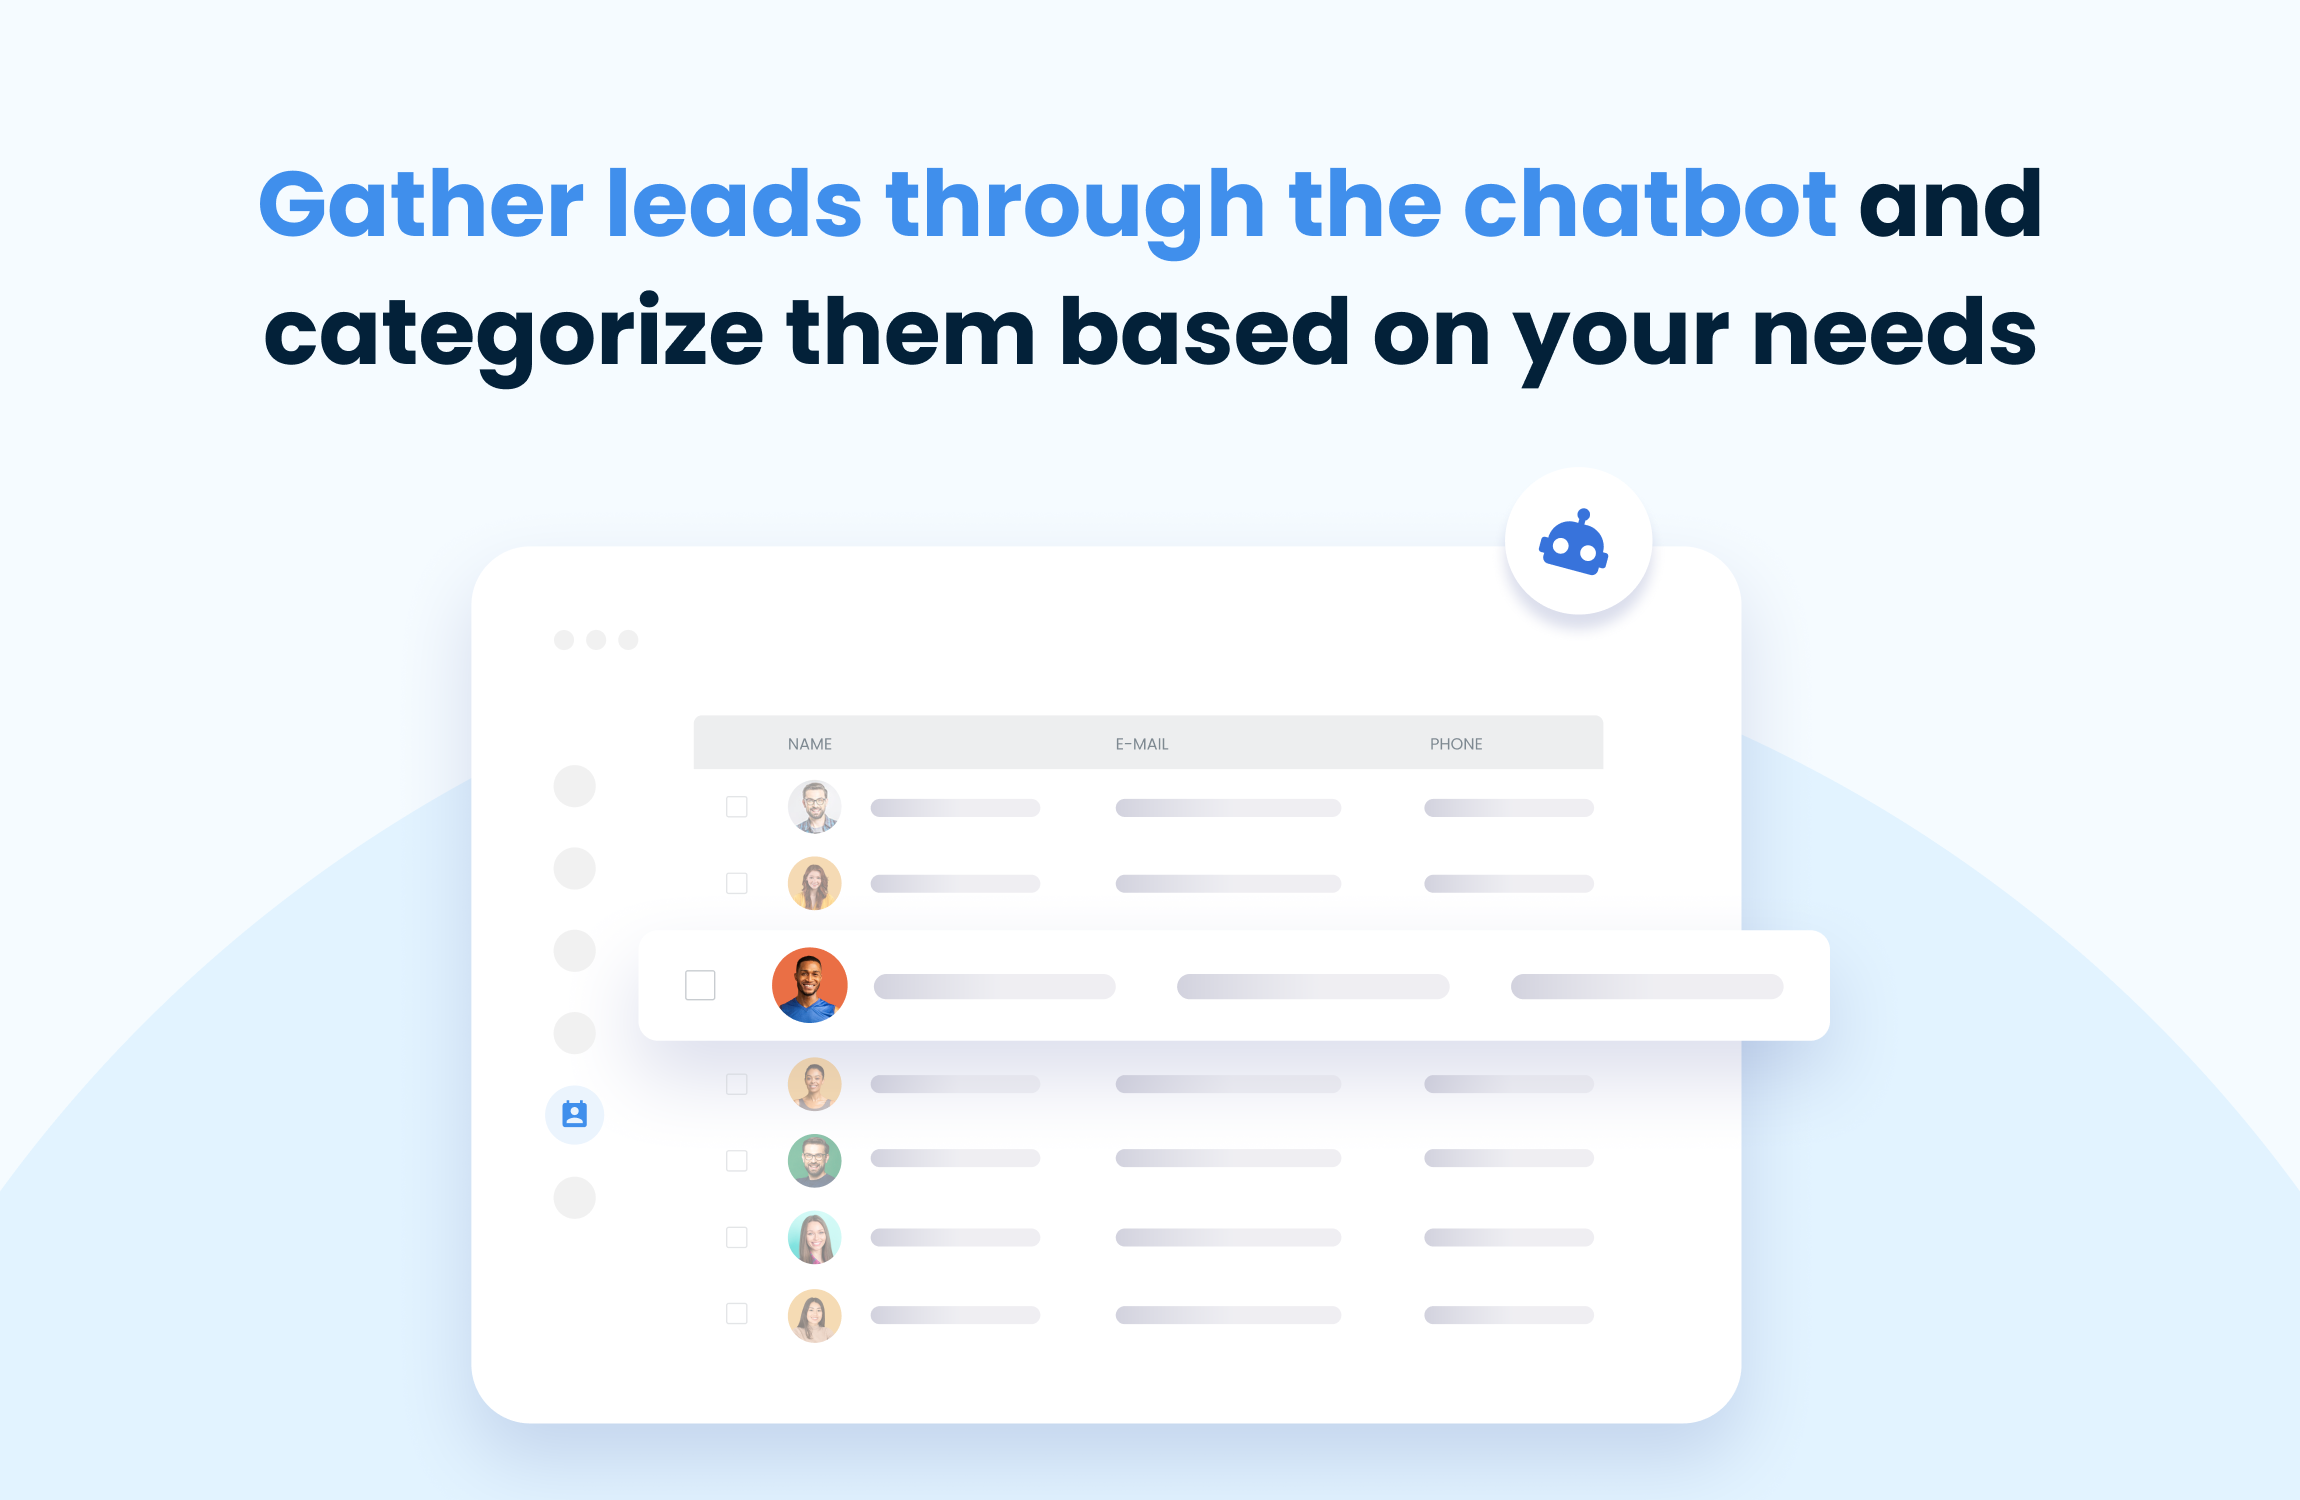 Gather leads through the chatbot and
categorize them based on your needs
NAME E-MAIL PHONE